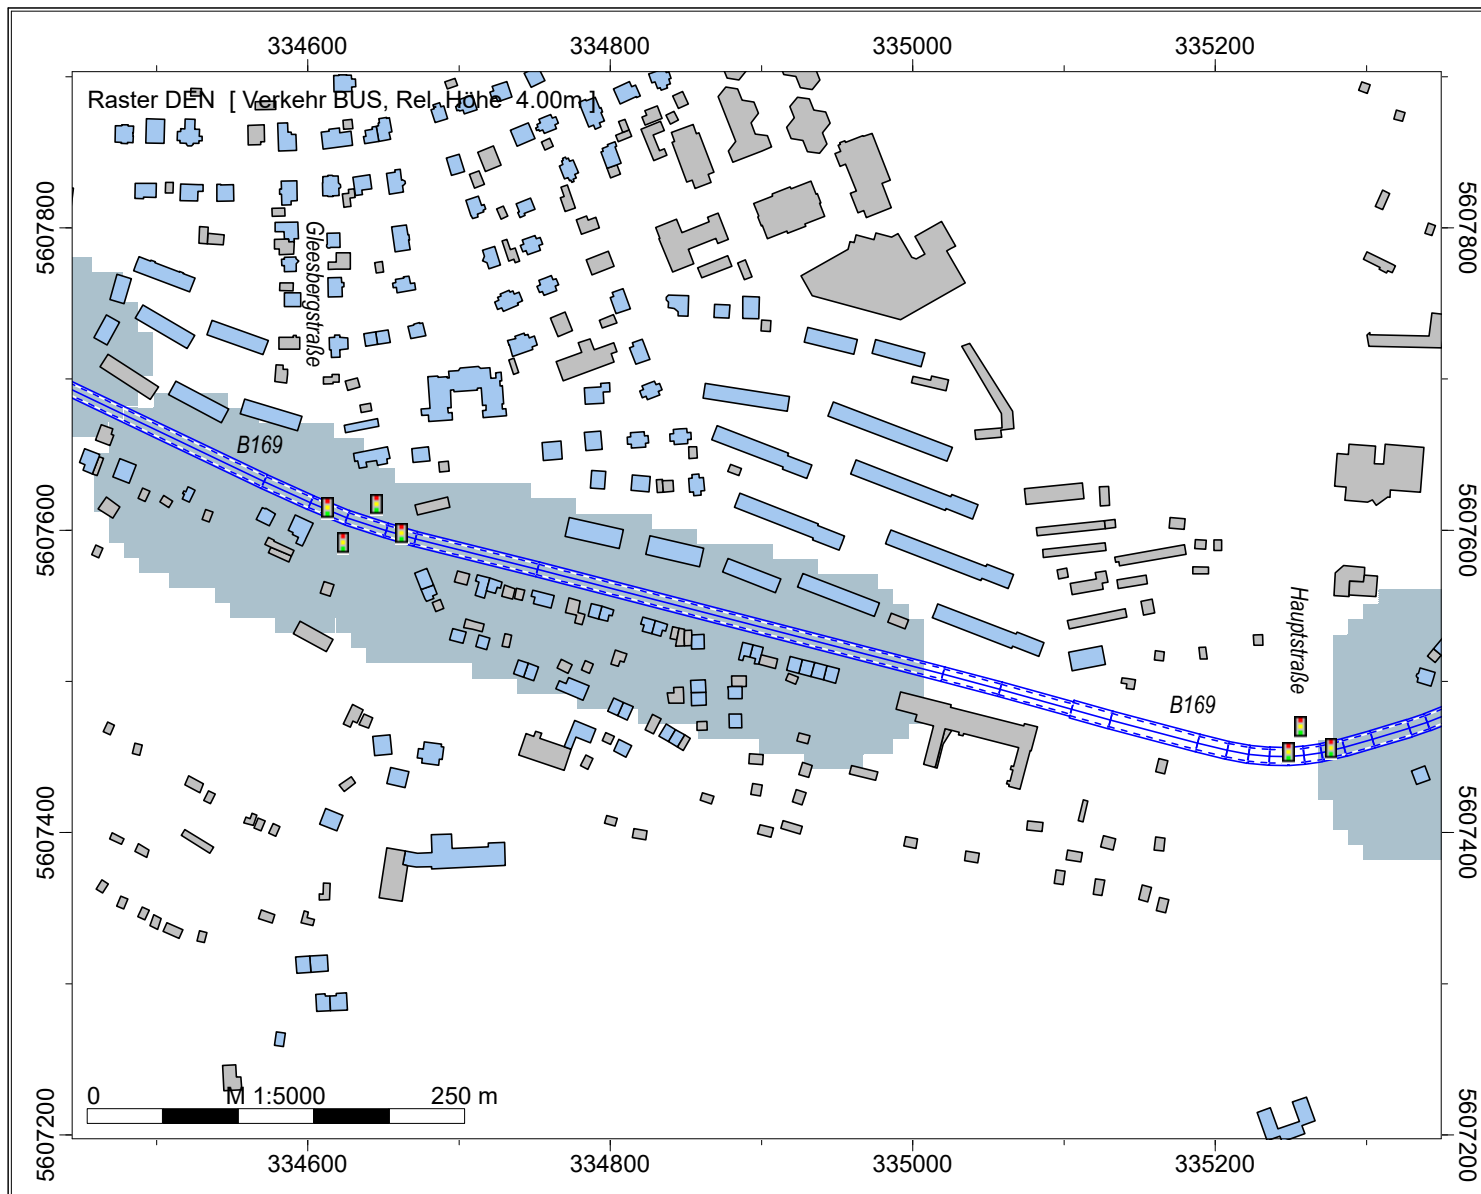 334600 334800 335000 335200
Raster DEN [ Verkehr BUS, Rel. Höhe 4.00m ]
5607800 5607800
Gleesbergstraße
B169
5607600 5607600
Hauptstraße
B169
5607400 5607400
0 M 1:5000 250 m
5607200 5607200
334600 334800 335000 335200